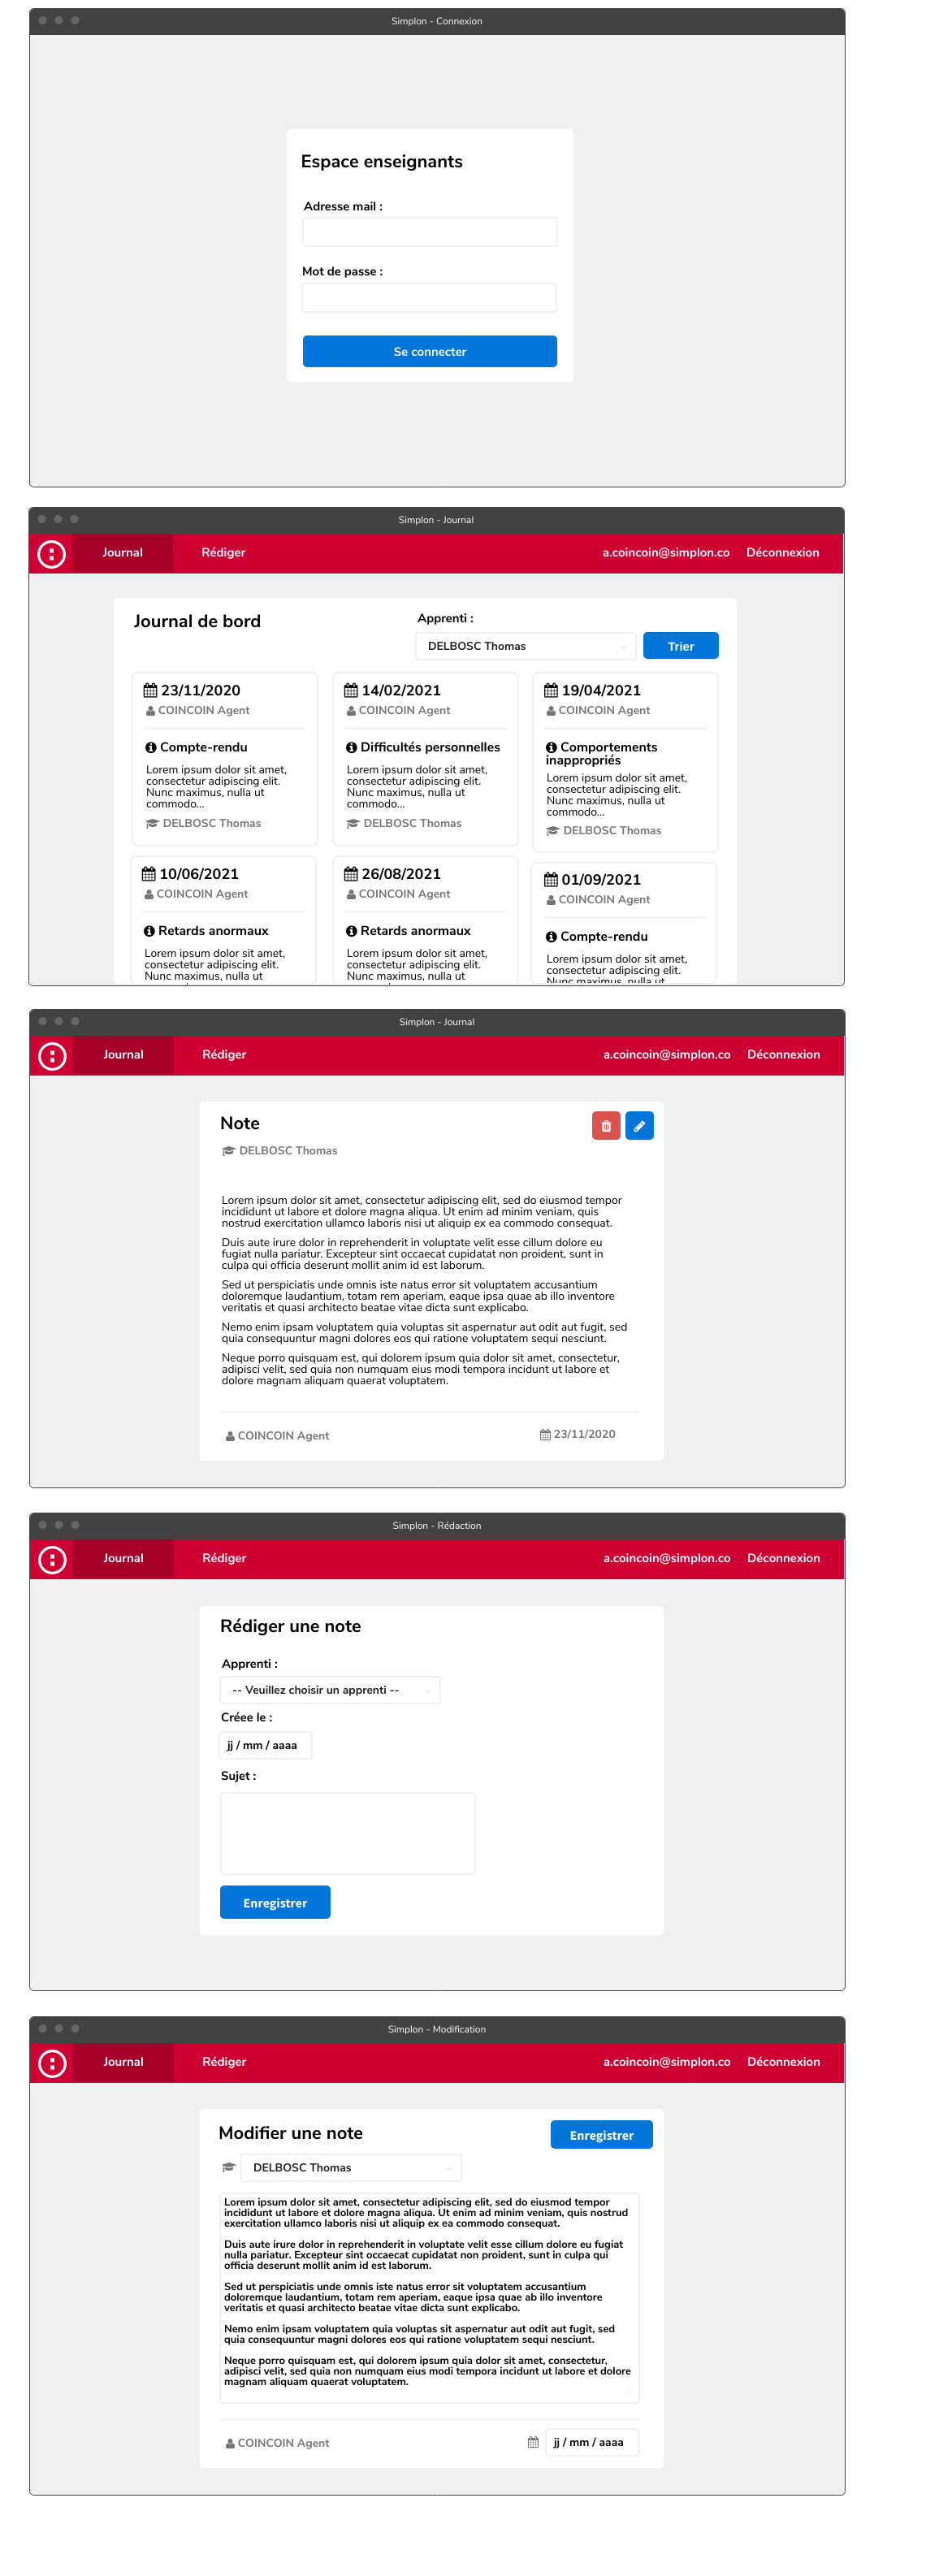 Simplon - Connexion
Espace enseignants
Adresse mail :
Mot de passe :
Se connecter
Simplon - Journal
Journal
Rédiger
a.coincoin@simplon.co
Déconnexion
Journal de bord
Apprenti :
DELBOSC Thomas
Trier
23/11/2020
COINCOIN Agent
Compte-rendu
Lorem ipsum dolor sit amet,
consectetur adipiscing elit.
Nunc maximus, nulla ut
commodo...
DELBOSC Thomas
14/02/2021
COINCOIN Agent
Difficultés personnelles
Lorem ipsum dolor sit amet,
consectetur adipiscing elit.
Nunc maximus, nulla ut
commodo...
DELBOSC Thomas
19/04/2021
COINCOIN Agent
Comportements
inappropriés
Lorem ipsum dolor sit amet,
consectetur adipiscing elit.
Nunc maximus, nulla ut
commodo...
DELBOSC Thomas
10/06/2021
COINCOIN Agent
Retards anormaux
Lorem ipsum dolor sit amet,
consectetur adipiscing elit.
Nunc maximus, nulla ut
26/08/2021
COINCOIN Agent
Retards anormaux
Lorem ipsum dolor sit amet,
consectetur adipiscing elit.
Nunc maximus, nulla ut
01/09/2021
COINCOIN Agent
Compte-rendu
Lorem ipsum dolor sit amet,
consectetur adipiscing elit.
Nunc maximus, nulla ut
Simplon - Journal
Journal
Rédiger
a.coincoin@simplon.co
Déconnexion
Note
DELBOSC Thomas
Lorem ipsum dolor sit amet, consectetur adipiscing elit, sed do eiusmod tempor
incididunt ut labore et dolore magna aliqua. Ut enim ad minim veniam, quis
nostrud exercitation ullamco laboris nisi ut aliquip ex ea commodo consequat.
Duis aute irure dolor in reprehenderit in voluptate velit esse cillum dolore eu
fugiat nulla pariatur. Excepteur sint occaecat cupidatat non proident, sunt in
culpa qui officia deserunt mollit anim id est laborum.
Sed ut perspiciatis unde omnis iste natus error sit voluptatem accusantium
doloremque laudantium, totam rem aperiam, eaque ipsa quae ab illo inventore
veritatis et quasi architecto beatae vitae dicta sunt explicabo.
Nemo enim ipsam voluptatem quia voluptas sit aspernatur aut odit aut fugit, sed
quia consequuntur magni dolores eos qui ratione voluptatem sequi nesciunt.
Neque porro quisquam est, qui dolorem ipsum quia dolor sit amet, consectetur,
adipisci velit, sed quia non numquam eius modi tempora incidunt ut labore et
dolore magnam aliquam quaerat voluptatem.
COINCOIN Agent
23/11/2020
Simplon - Rédaction
Journal
Rédiger
a.coincoin@simplon.co
Déconnexion
Rédiger une note
Apprenti :
-- Veuillez choisir un apprenti --
Créee le :
jj / mm / aaaa
Sujet :
Enregistrer
Simplon - Modification
Journal
Rédiger
a.coincoin@simplon.co
Déconnexion
Modifier une note
Enregistrer
DELBOSC Thomas
Lorem ipsum dolor sit amet, consectetur adipiscing elit, sed do eiusmod tempor
incididunt ut labore et dolore magna aliqua. Ut enim ad minim veniam, quis nostrud
exercitation ullamco laboris nisi ut aliquip ex ea commodo consequat.
Duis aute irure dolor in reprehenderit in voluptate velit esse cillum dolore eu fugiat
nulla pariatur. Excepteur sint occaecat cupidatat non proident, sunt in culpa qui
officia deserunt mollit anim id est laborum.
Sed ut perspiciatis unde omnis iste natus error sit voluptatem accusantium
doloremque laudantium, totam rem aperiam, eaque ipsa quae ab illo inventore
veritatis et quasi architecto beatae vitae dicta sunt explicabo.
Nemo enim ipsam voluptatem quia voluptas sit aspernatur aut odit aut fugit, sed
quia consequuntur magni dolores eos qui ratione voluptatem sequi nesciunt.
Neque porro quisquam est, qui dolorem ipsum quia dolor sit amet, consectetur,
adipisci velit, sed quia non numquam eius modi tempora incidunt ut labore et dolore
magnam aliquam quaerat voluptatem.
COINCOIN Agent
jj / mm / aaaa